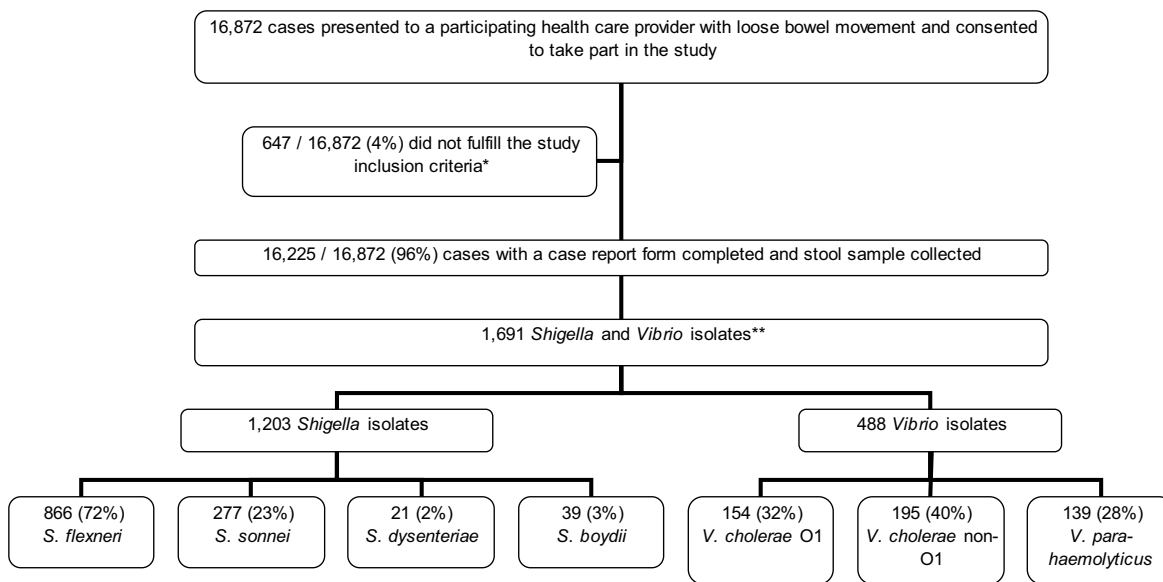 16,872 cases presented to a participating health care provider with loose bowel movement and consented
to take part in the study
647 / 16,872 (4%) did not fulfill the study
inclusion criteria*
16,225 / 16,872 (96%) cases with a case report form completed and stool sample collected
1,691 Shigella and Vibrio isolates**
1,203 Shigella isolates
488 Vibrio isolates
866 (72%)
S. flexneri
277 (23%)
S. sonnei
21 (2%)
S. dysenteriae
39 (3%)
S. boydii
154 (32%)
V. cholerae O1
195 (40%)
V. cholerae non-
O1
139 (28%)
V. para-
haemolyticus